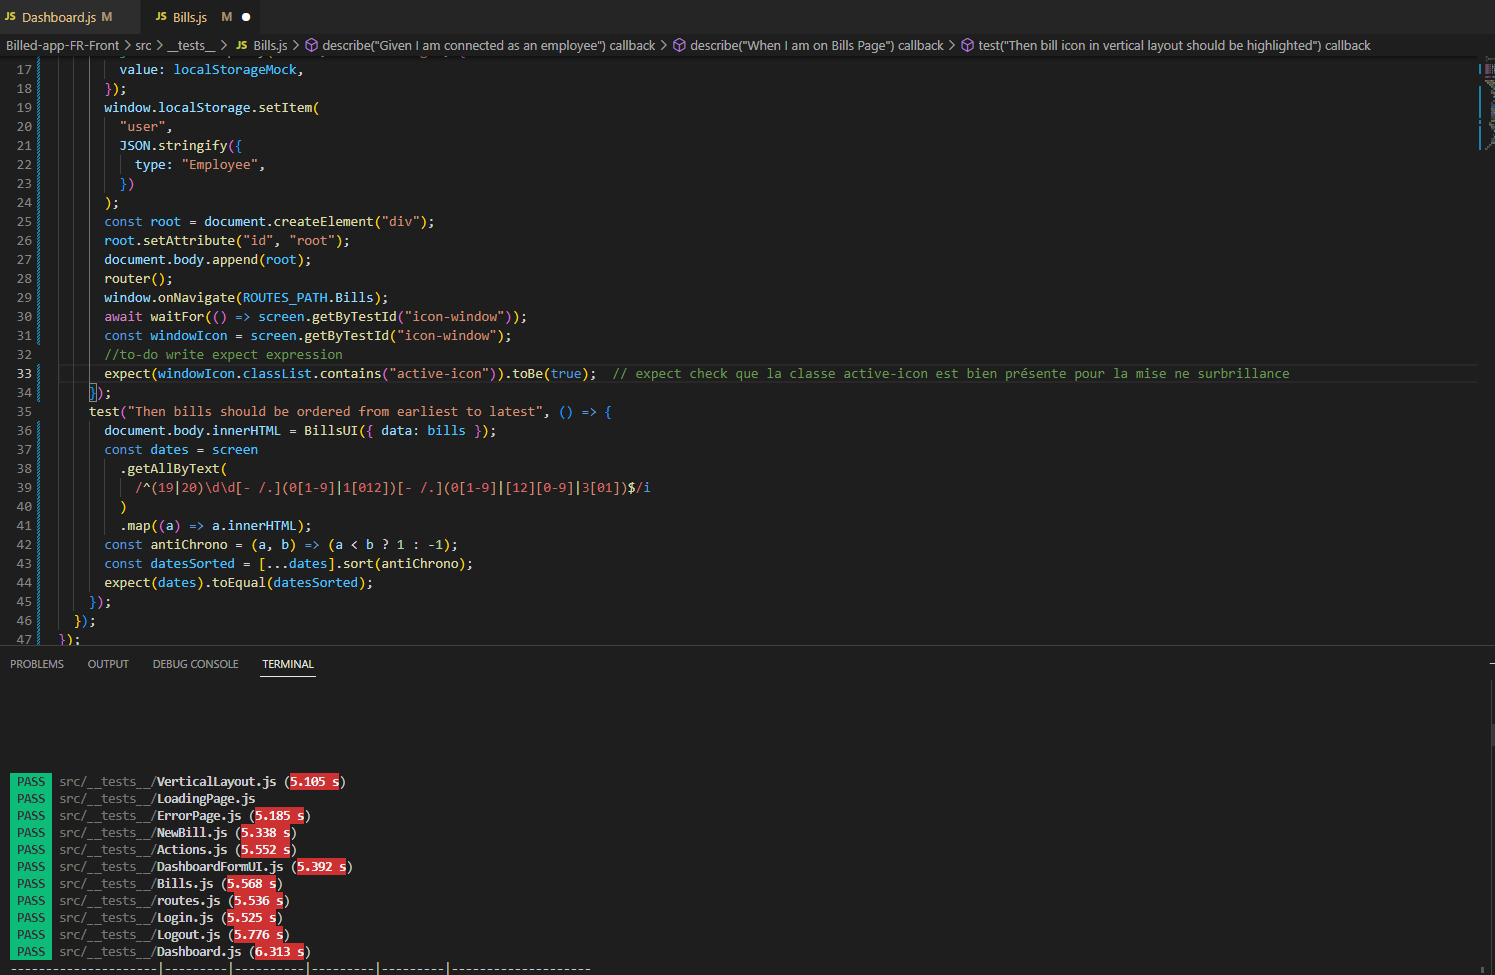 JS Dashboard.js M JS Bills.js M
Billed-app-FR-Front > src > __tests__ > JS Bills.js > describe("Given I am connected as an employee") callback > describe("When I am on Bills Page") callback > test("Then bill icon in vertical layout should be highlighted") callback
17 value: localStorageMock,
18 });
19 window.localStorage.setItem(
20 "user",
21 JSON.stringify({
22 type: "Employee",
23 })
24 );
25 const root = document.createElement("div");
26 root.setAttribute("id", "root");
27 document.body.append(root);
28 router();
29 window.onNavigate(ROUTES_PATH.Bills);
30 await waitFor(() => screen.getByTestId("icon-window"));
31 const windowIcon = screen.getByTestId("icon-window");
32 //to-do write expect expression
33 expect(windowIcon.classList.contains("active-icon")).toBe(true); // expect check que la classe active-icon est bien présente pour la mise ne surbrillance
34 });
35 test("Then bills should be ordered from earliest to latest", () => {
36 document.body.innerHTML = BillsUI({ data: bills });
37 const dates = screen
38 .getAllByText(
39 /^(19|20)\d\d[- /.](0[1-9]|1[012])[- /.](0[1-9]|[12][0-9]|3[01])$/i
40 )
41 .map((a) => a.innerHTML);
42 const antiChrono = (a, b) => (a < b ? 1 : -1);
43 const datesSorted = [...dates].sort(antiChrono);
44 expect(dates).toEqual(datesSorted);
45 });
46 });
47 });
PROBLEMS OUTPUT DEBUG CONSOLE TERMINAL
PASS src/__tests__/VerticalLayout.js (5.105 s)
PASS src/__tests__/LoadingPage.js
PASS src/__tests__/ErrorPage.js (5.185 s)
PASS src/__tests__/NewBill.js (5.338 s)
PASS src/__tests__/Actions.js (5.552 s)
PASS src/__tests__/DashboardFormUI.js (5.392 s)
PASS src/__tests__/Bills.js (5.568 s)
PASS src/__tests__/routes.js (5.536 s)
PASS src/__tests__/Login.js (5.525 s)
PASS src/__tests__/Logout.js (5.776 s)
PASS src/__tests__/Dashboard.js (6.313 s)
---------------------|---------|----------|---------|---------|--------------------